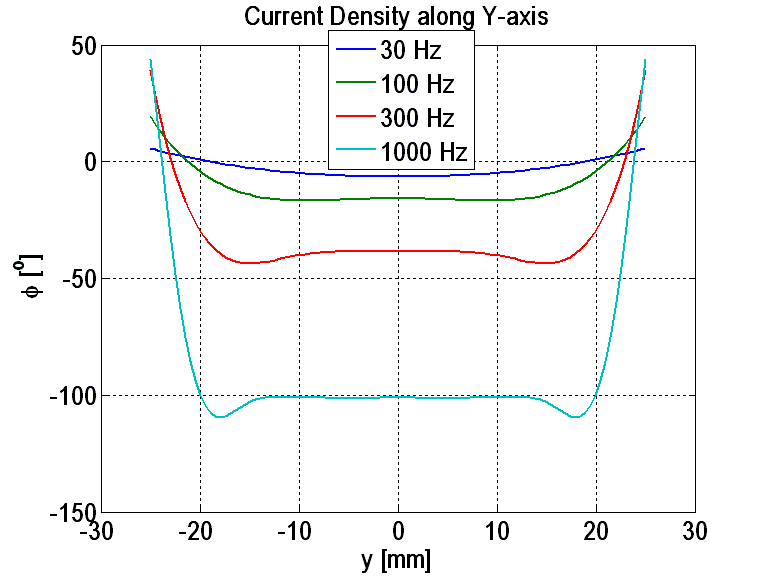 Current Density along Y-axis
30 Hz
100 Hz
300 Hz
1000 Hz
50
0
-50
-100
-150
ϕ [º]
-30
-20
-10
0
10
20
30
y [mm]